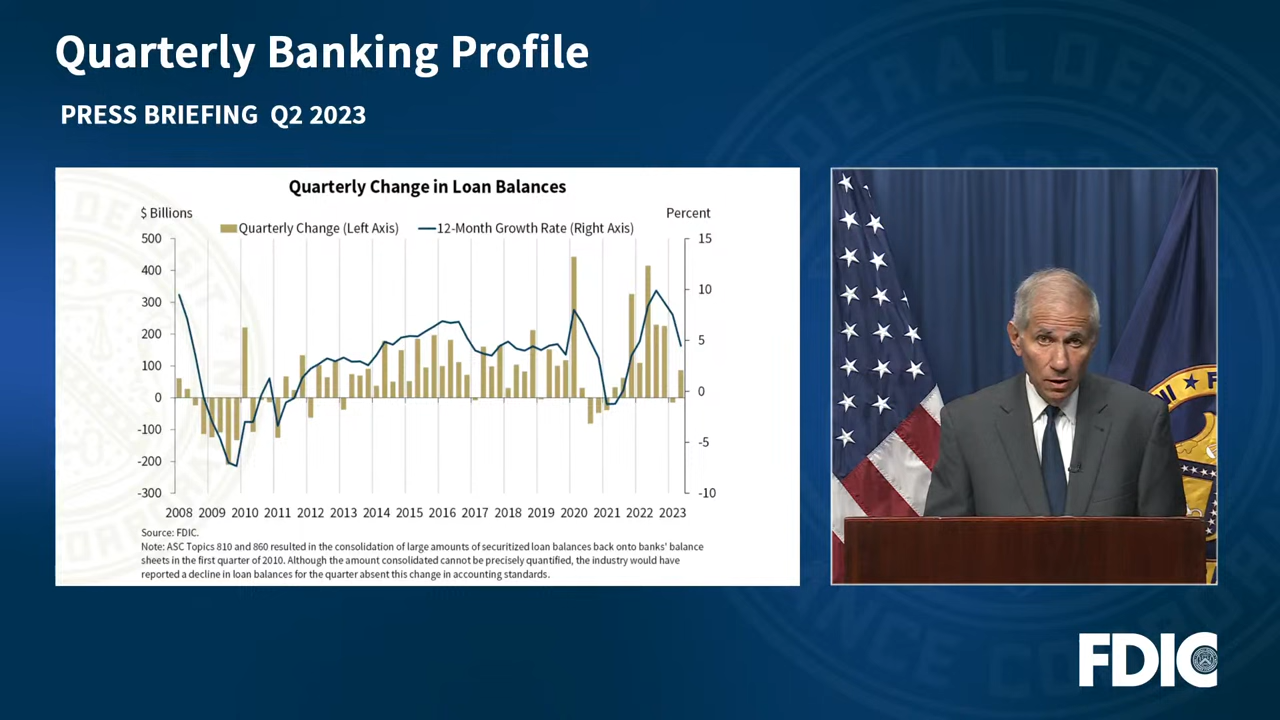 Quarterly Banking Profile
PRESS BRIEFING Q2 2023
Quarterly Change in Loan Balances
$ Billions
Percent
Quarterly Change (Left Axis)
12-Month Growth Rate (Right Axis)
500
400
300
200
100
0
-100
-200
-300
15
10
5
0
-5
-10
2008 2009 2010 2011 2012 2013 2014 2015 2016 2017 2018 2019 2020 2021 2022 2023
Source: FDIC.
Note: ASC Topics 810 and 860 resulted in the consolidation of large amounts of securitized loan balances back onto banks' balance
sheets in the first quarter of 2010. Although the amount consolidated cannot be precisely quantified, the industry would have
reported a decline in loan balances for the quarter absent this change in accounting standards.
FDIC